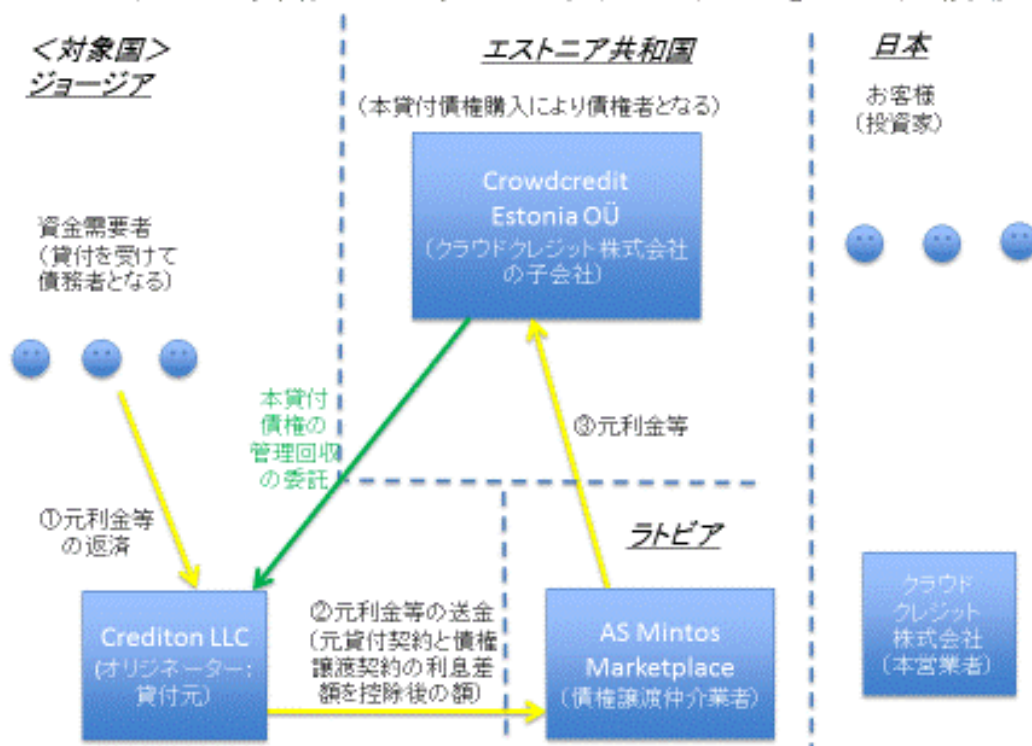 <対象国>
ジョージア
エストニア共和国
日本
(本貸付債権購入により債権者となる)
お客様
(投資家)
Crowdcredit
Estonia OÜ
(クラウドクレジット株式会社
の子会社)
資金需要者
(貸付を受けて
債務者となる)
本貸付
債権の
管理回収
の委託
③元利金等
①元利金等
の返済
ラトビア
Crediton LLC
(オリジネーター:
貸付元)
②元利金等の送金
(元貸付契約と債権
譲渡契約の利息差
額を控除後の額)
AS Mintos
Marketplace
(債権譲渡仲介業者)
クラウド
クレジット
株式会社
(本営業者)